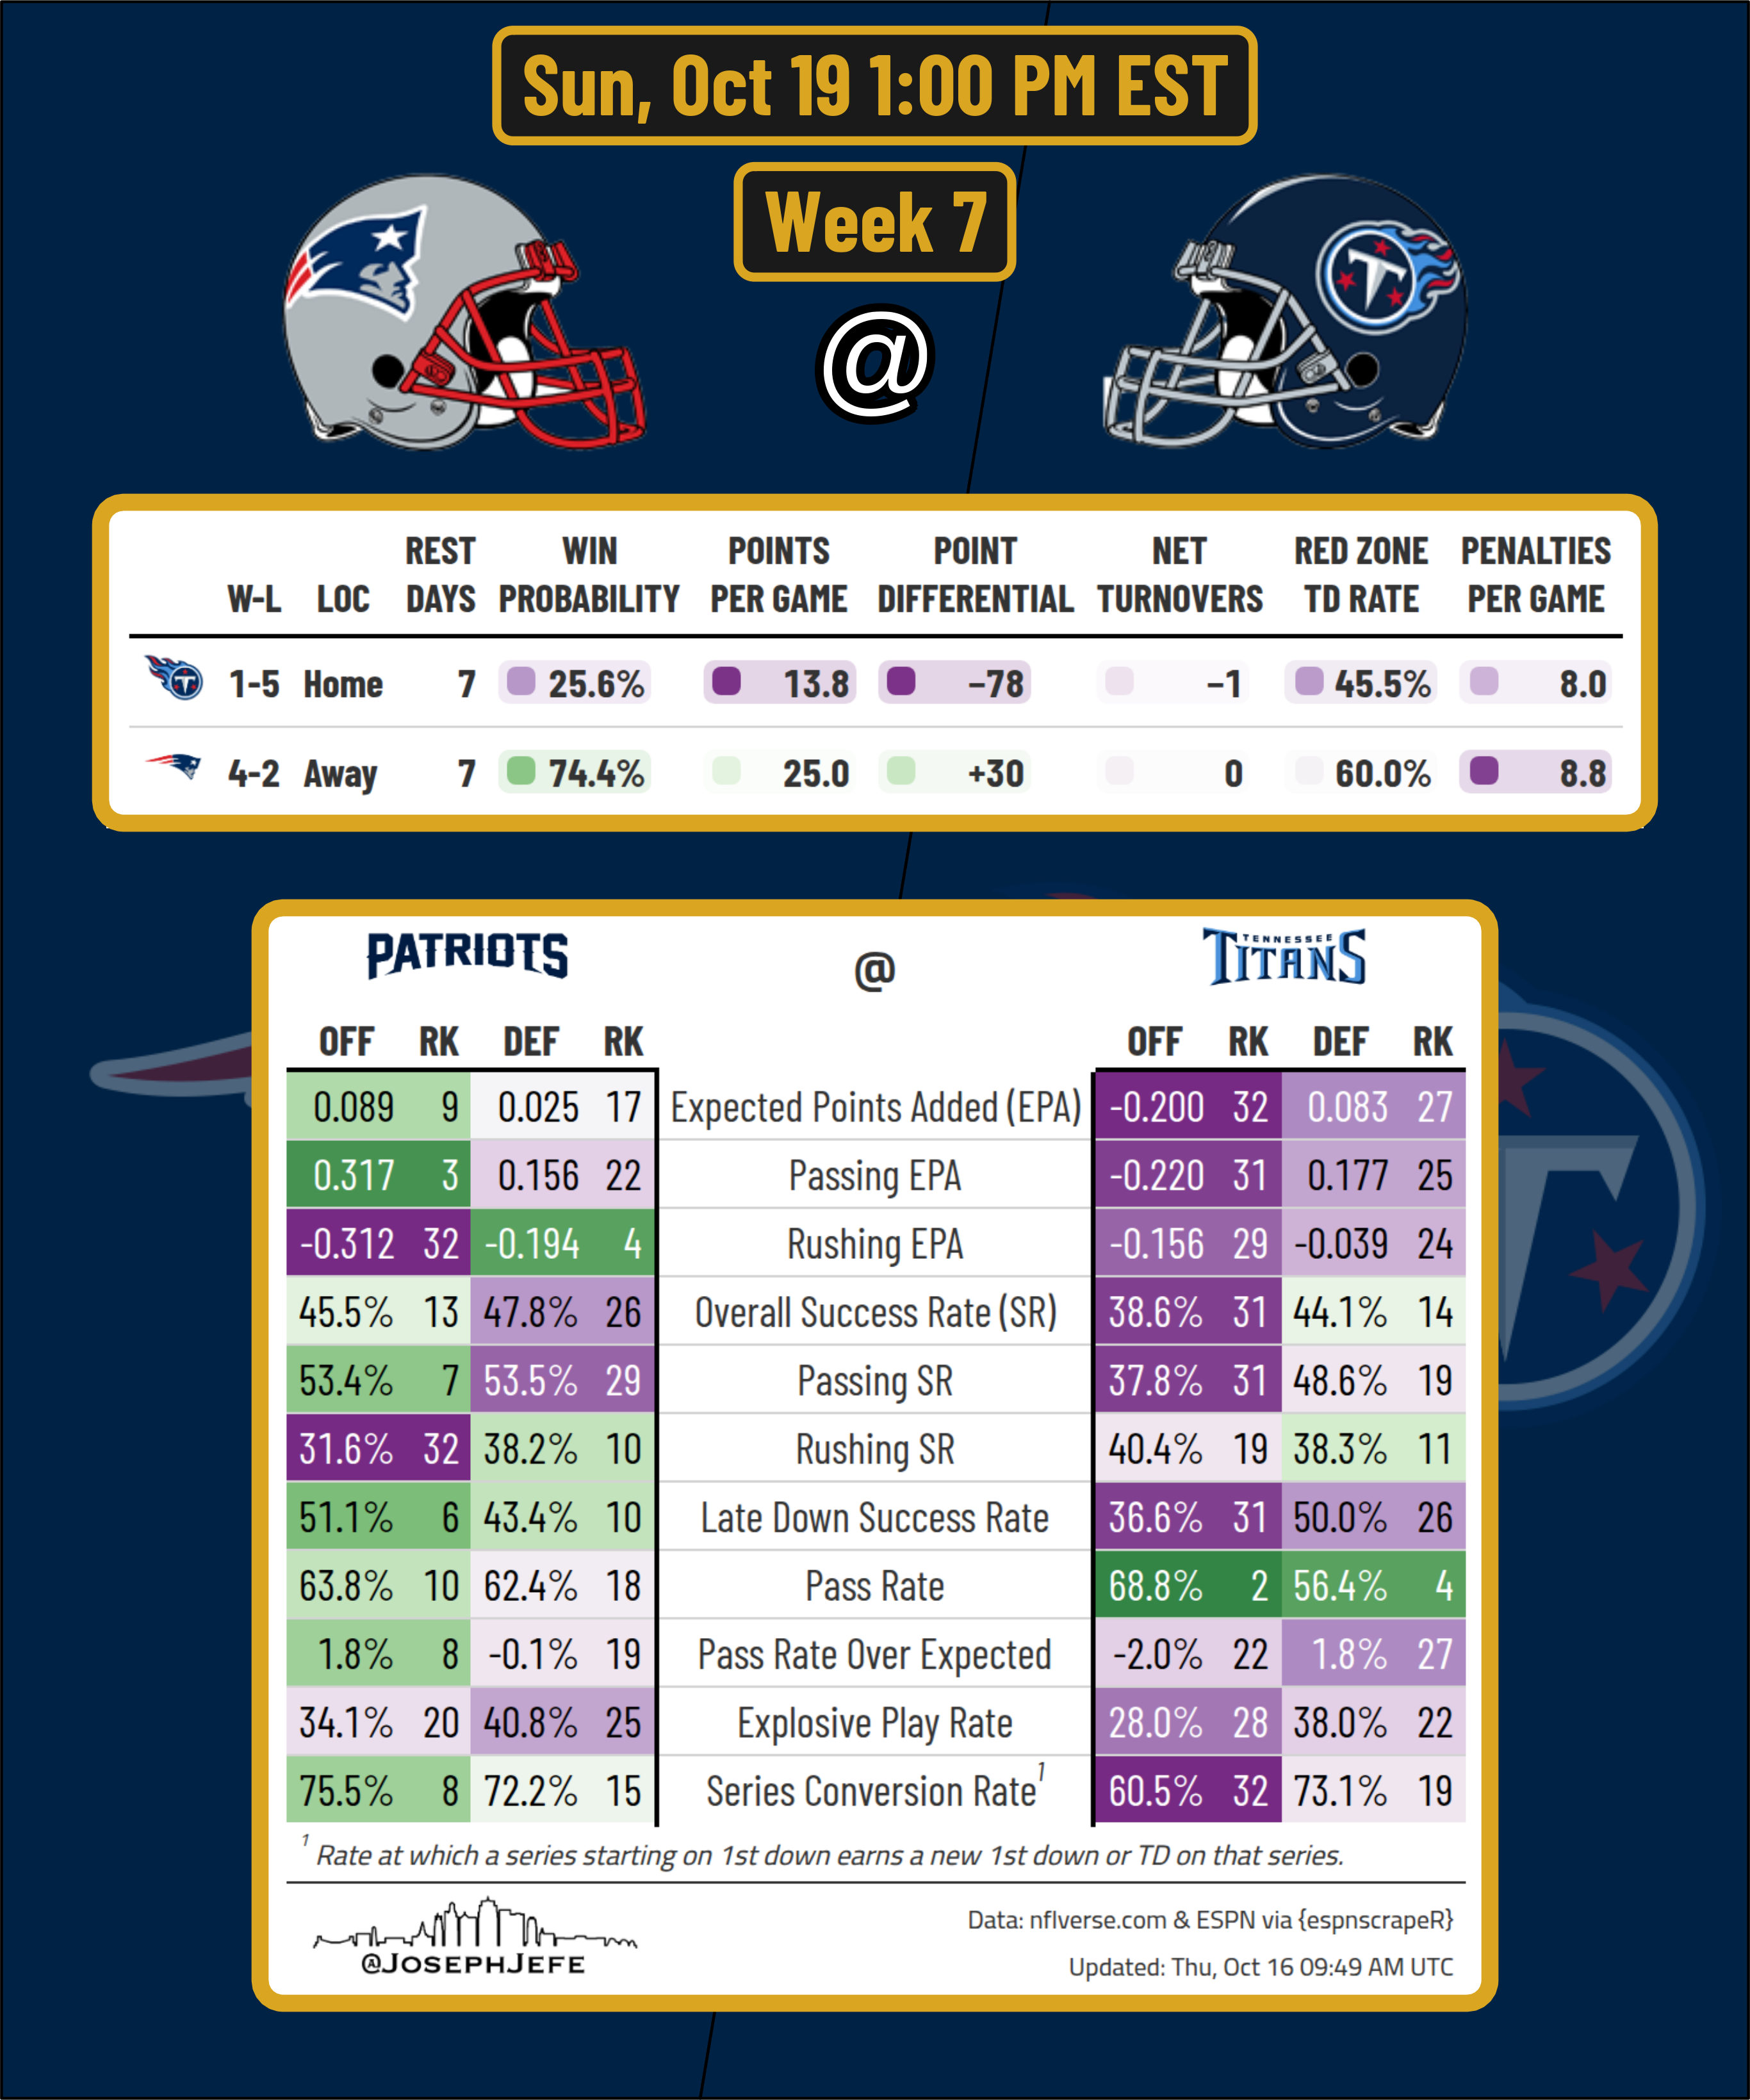 Sun, Oct 19 1:00 PM EST
Week 7
@
REST WIN POINTS POINT NET RED ZONE PENALTIES
W-L LOC DAYS PROBABILITY PER GAME DIFFERENTIAL TURNOVERS TD RATE PER GAME
T 1-5 Home 7 25.6% 13.8 −78 −1 45.5% 8.0
4-2 Away 7 74.4% 25.0 +30 0 60.0% 8.8
PATRIOTS @ TENNESSEE TITANS
OFF RK DEF RK OFF RK DEF RK
0.089 9 0.025 17 Expected Points Added (EPA) -0.200 32 0.083 27
0.317 3 0.156 22 Passing EPA -0.220 31 0.177 25
-0.312 32 -0.194 4 Rushing EPA -0.156 29 -0.039 24
45.5% 13 47.8% 26 Overall Success Rate (SR) 38.6% 31 44.1% 14
53.4% 7 53.5% 29 Passing SR 37.8% 31 48.6% 19
31.6% 32 38.2% 10 Rushing SR 40.4% 19 38.3% 11
51.1% 6 43.4% 10 Late Down Success Rate 36.6% 31 50.0% 26
63.8% 10 62.4% 18 Pass Rate 68.8% 2 56.4% 4
1.8% 8 -0.1% 19 Pass Rate Over Expected -2.0% 22 1.8% 27
34.1% 20 40.8% 25 Explosive Play Rate 28.0% 28 38.0% 22
75.5% 8 72.2% 15 Series Conversion Rate¹ 60.5% 32 73.1% 19
¹ Rate at which a series starting on 1st down earns a new 1st down or TD on that series.
@JOSEPHJEFE
Data: nflverse.com & ESPN via {espnscrapeR}
Updated: Thu, Oct 16 09:49 AM UTC